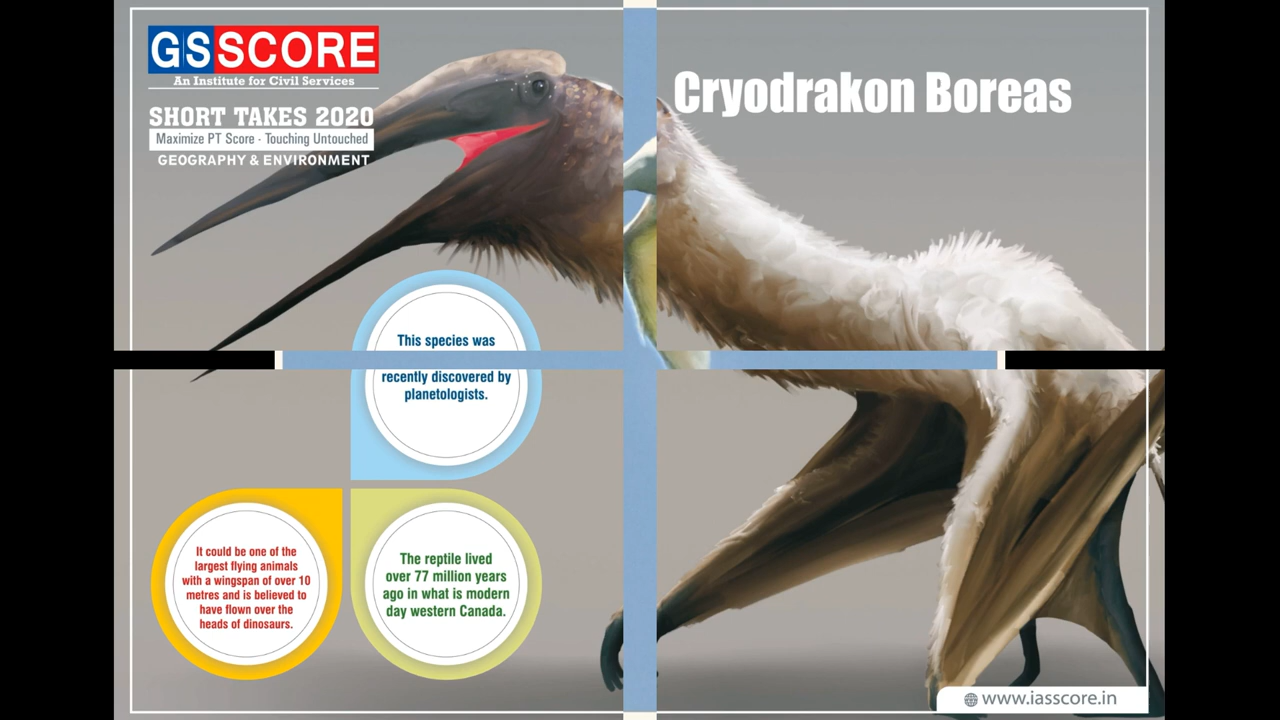 GSSCORE
An Institute for Civil Services
SHORT TAKES 2020
Maximize PT Score - Touching Untouched
GEOGRAPHY & ENVIRONMENT
Cryodrakon Boreas
This species was
recently discovered by
planetologists.
It could be one of the
largest flying animals
with a wingspan of over 10
metres and is believed to
have flown over the
heads of dinosaurs.
The reptile lived
over 77 million years
ago in what is modern
day western Canada.
www.iasscore.in